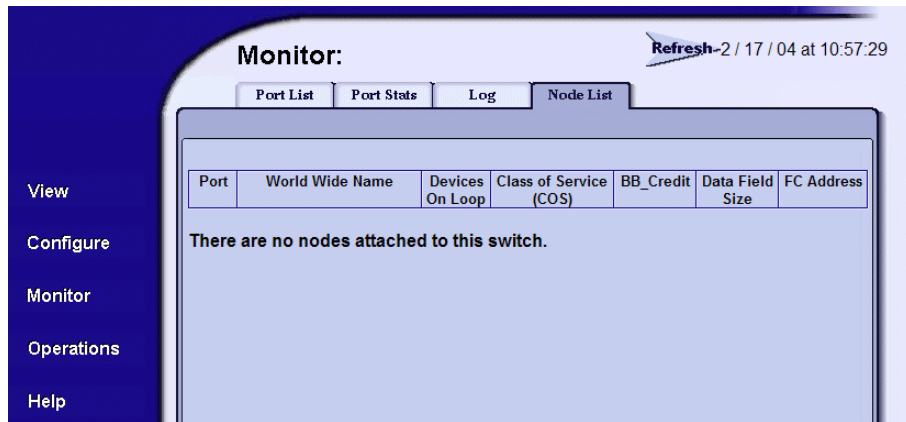 Monitor:
Refresh-2 / 17 / 04 at 10:57:29
Port List Port Stats Log Node List
View
Configure
Monitor
Operations
Help
Port World Wide Name Devices On Loop Class of Service (COS) BB_Credit Data Field Size FC Address
There are no nodes attached to this switch.